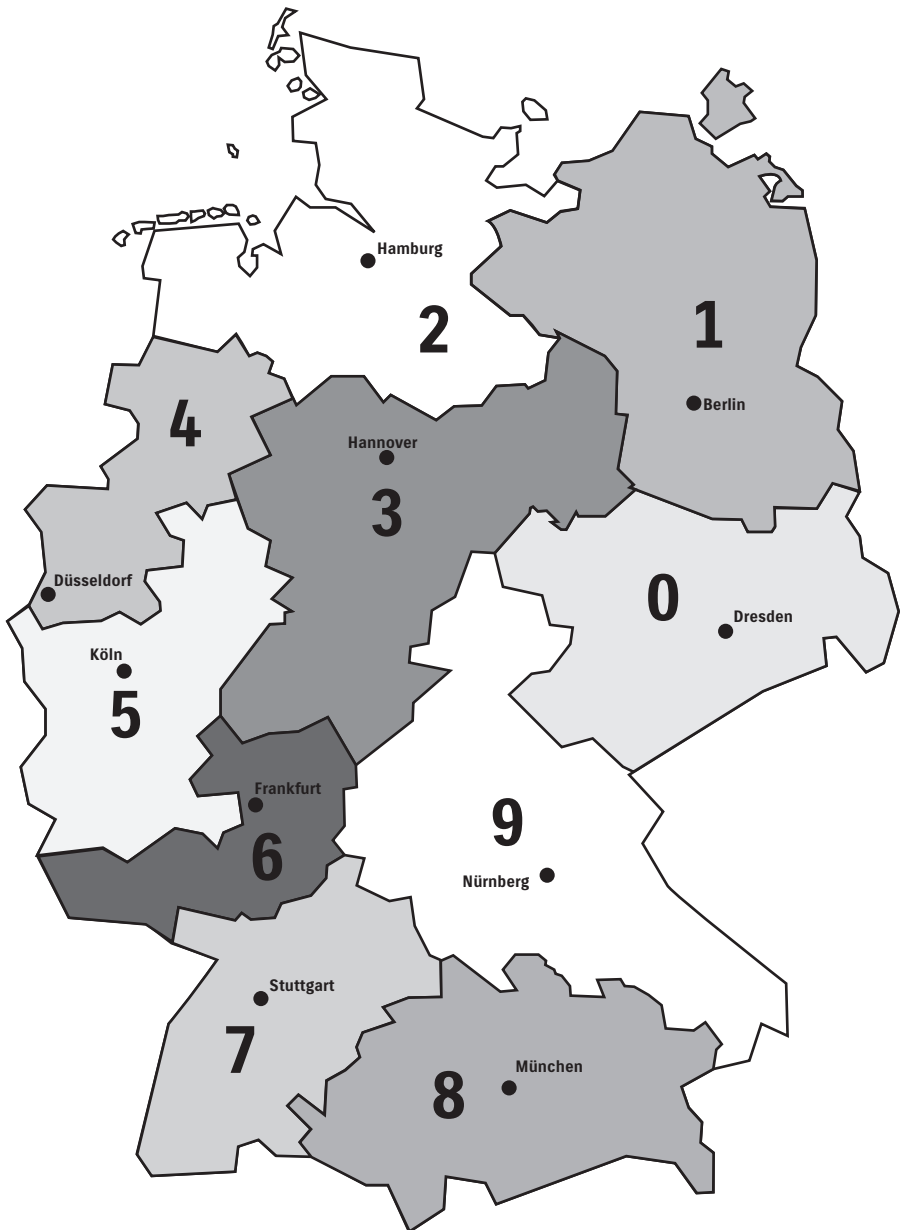 Hamburg
2
1
Berlin
4
Hannover
3
Düsseldorf
0
Dresden
Köln
5
Frankfurt
9
6
Nürnberg
Stuttgart
7
München
8